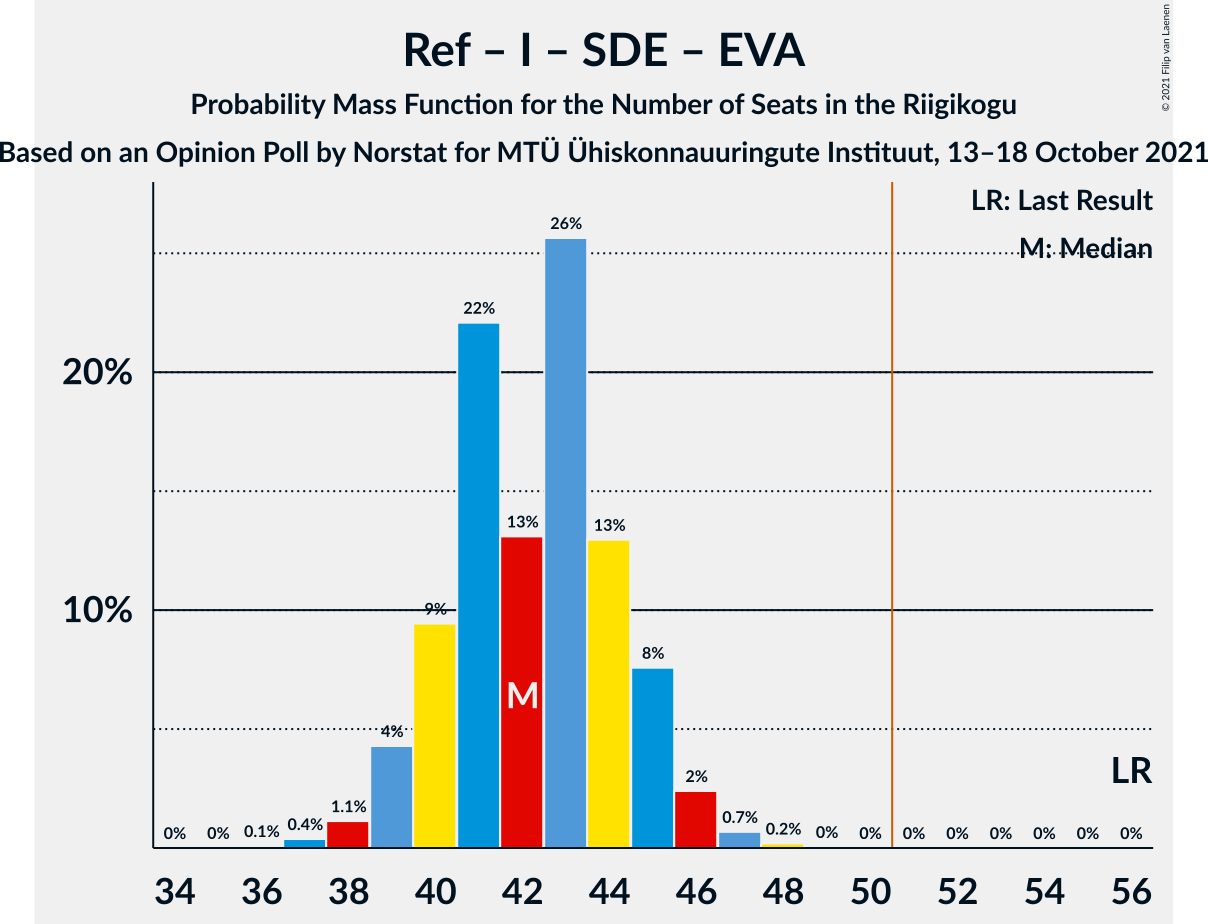 Ref – I – SDE – EVA
Probability Mass Function for the Number of Seats in the Riigikogu
Based on an Opinion Poll by Norstat for MTÜ Ühiskonnauuringute Instituut, 13–18 October 2021
© 2021 Filip van Laenen
LR: Last Result
M: Median
26%
22%
20%
13%
13%
10%
9%
8%
M
4%
LR
2%
1.1%
0.7%
0.4%
0.2%
0% 0% 0.1% 0% 0% 0% 0% 0% 0% 0% 0%
34 36 38 40 42 44 46 48 50 52 54 56